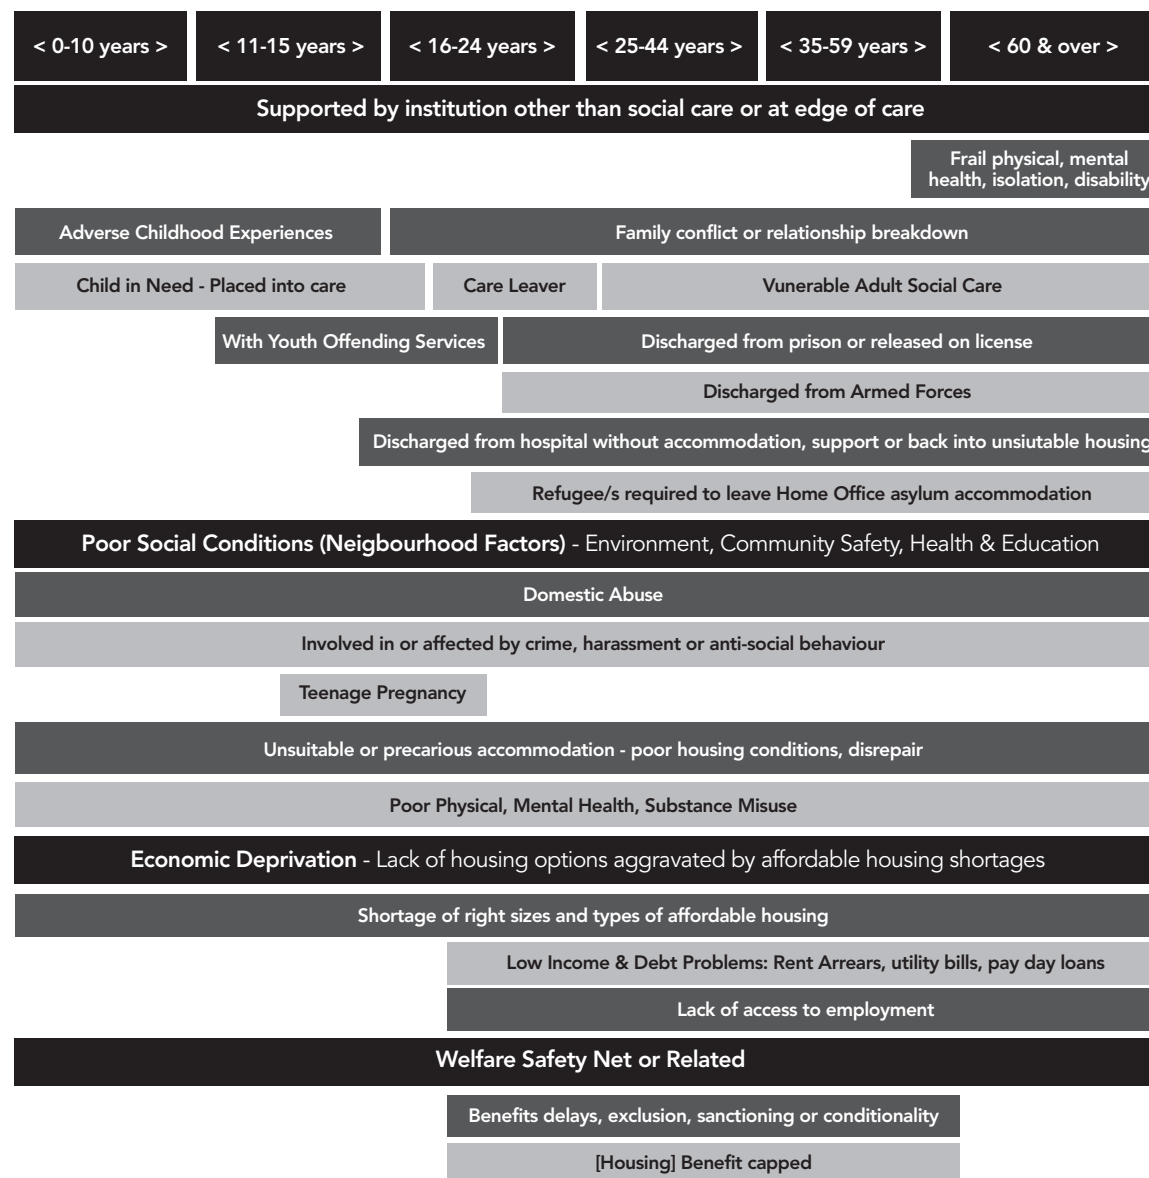 < 0-10 years >
< 11-15 years >
< 16-24 years >
< 25-44 years >
< 35-59 years >
< 60 & over >
Supported by institution other than social care or at edge of care
Frail physical, mental
health, isolation, disability
Adverse Childhood Experiences
Family conflict or relationship breakdown
Child in Need - Placed into care
Care Leaver
Vunerable Adult Social Care
With Youth Offending Services
Discharged from prison or released on license
Discharged from Armed Forces
Discharged from hospital without accommodation, support or back into unsiutable housing
Refugee/s required to leave Home Office asylum accommodation
Poor Social Conditions (Neigbourhood Factors) - Environment, Community Safety, Health & Education
Domestic Abuse
Involved in or affected by crime, harassment or anti-social behaviour
Teenage Pregnancy
Unsuitable or precarious accommodation - poor housing conditions, disrepair
Poor Physical, Mental Health, Substance Misuse
Economic Deprivation - Lack of housing options aggravated by affordable housing shortages
Shortage of right sizes and types of affordable housing
Low Income & Debt Problems: Rent Arrears, utility bills, pay day loans
Lack of access to employment
Welfare Safety Net or Related
Benefits delays, exclusion, sanctioning or conditionality
[Housing] Benefit capped